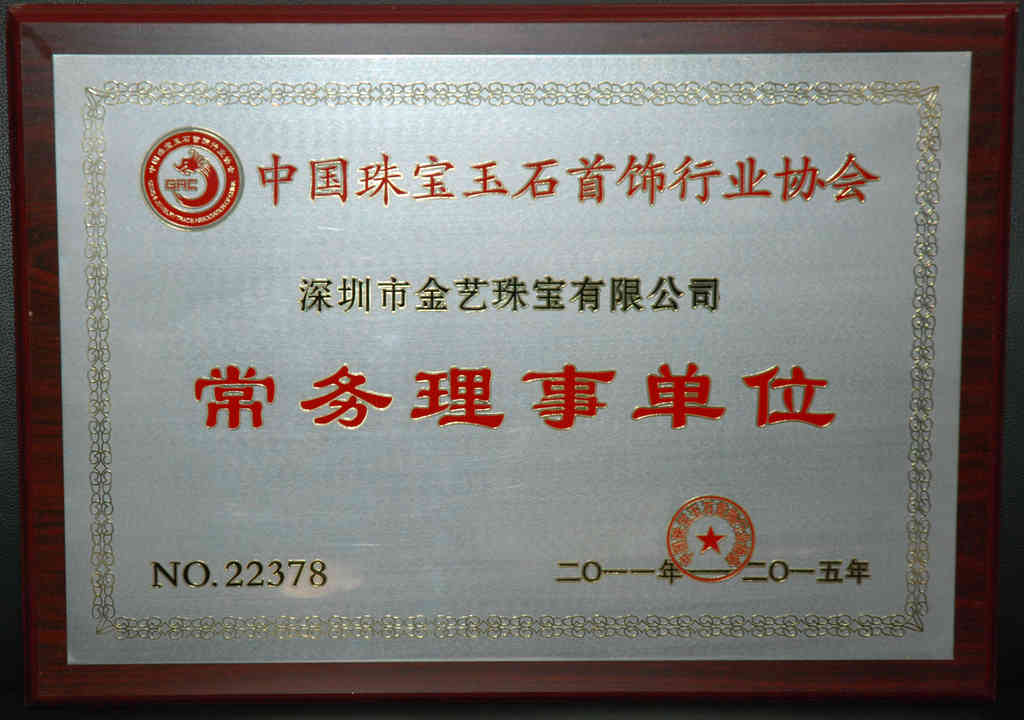 中国珠宝玉石首饰行业协会
GAC
深圳市金艺珠宝有限公司
常务理事单位
NO.22378
二〇一一年——二〇一五年